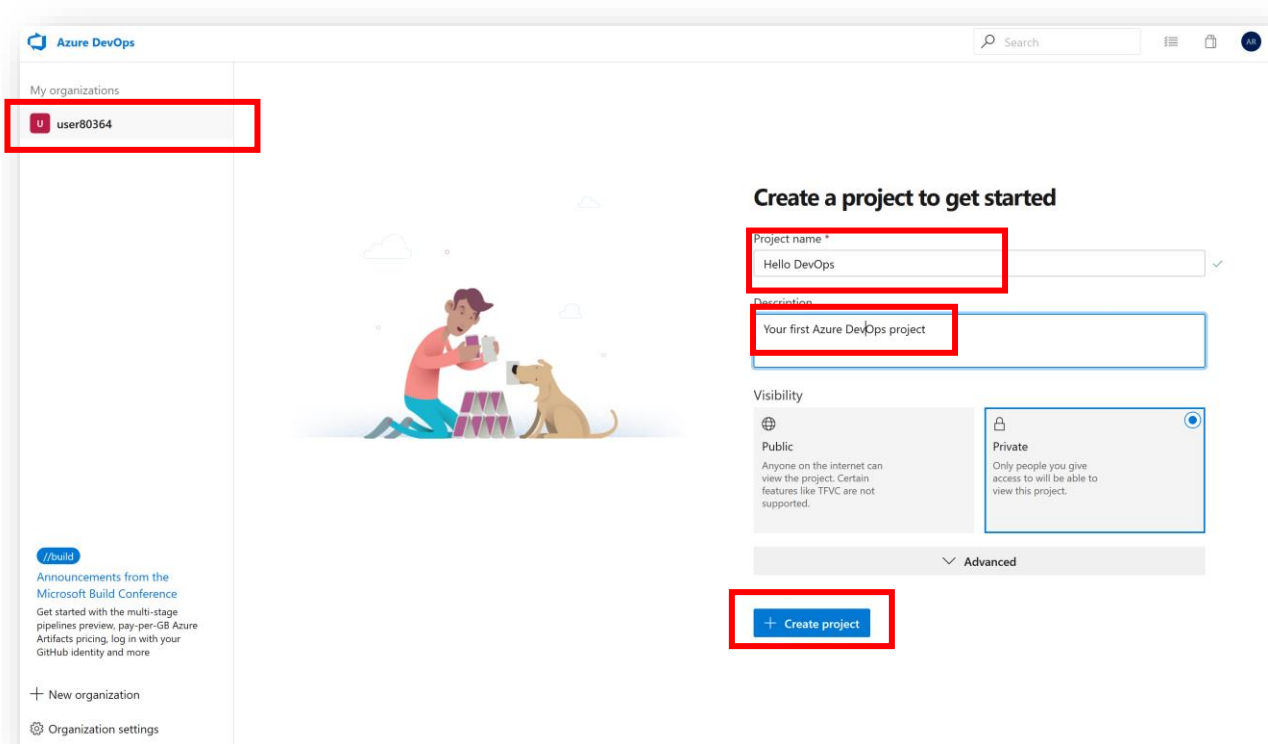 Azure DevOps
Search
AR
My organizations
U user80364
Create a project to get started
Project name *
Hello DevOps
Description
Your first Azure DevOps project
Visibility
Public
Anyone on the internet can
view the project. Certain
features like TFVC are not
supported.
Private
Only people you give
access to will be able to
view this project.
Advanced
+ Create project
//build
Announcements from the
Microsoft Build Conference
Get started with the multi-stage
pipelines preview, pay-per-GB Azure
Artifacts pricing, log in with your
GitHub identity and more
+ New organization
Organization settings